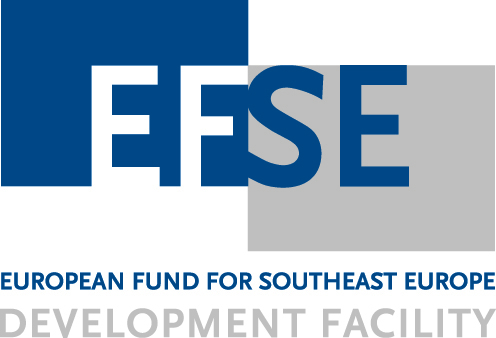 EFSE
EUROPEAN FUND FOR SOUTHEAST EUROPE
DEVELOPMENT FACILITY